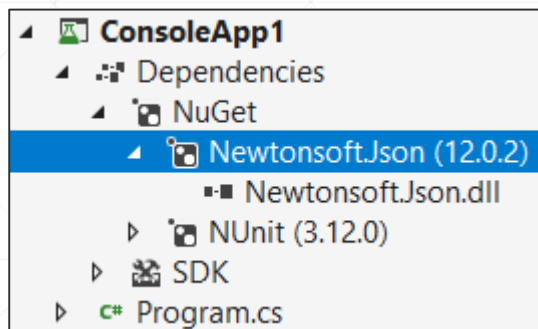 ConsoleApp1
Dependencies
NuGet
Newtonsoft.Json (12.0.2)
Newtonsoft.Json.dll
NUnit (3.12.0)
SDK
C# Program.cs